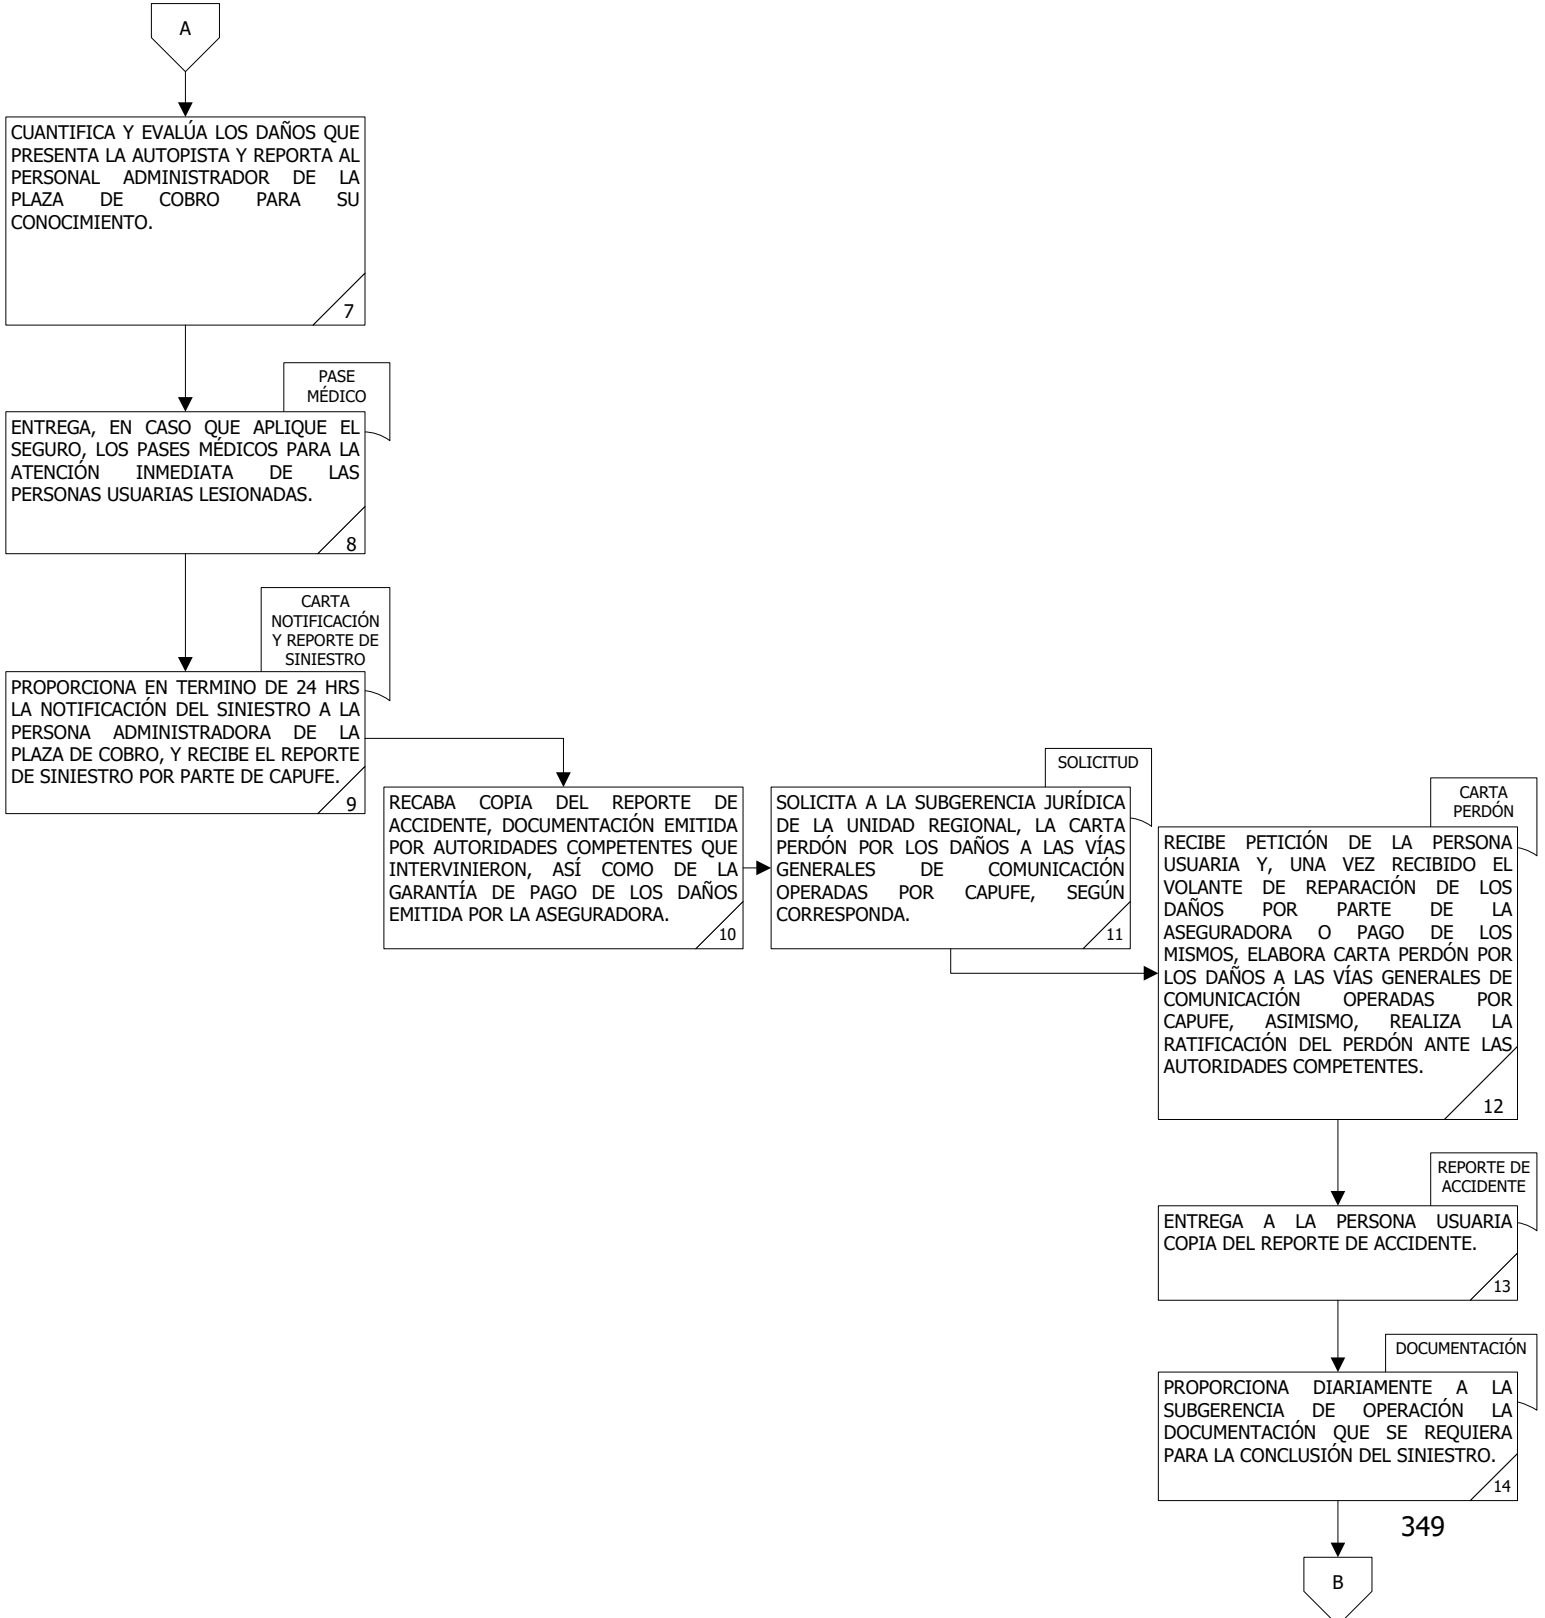 A
CUANTIFICA Y EVALÚA LOS DAÑOS QUE
PRESENTA LA AUTOPISTA Y REPORTA AL
PERSONAL ADMINISTRADOR DE LA
PLAZA DE COBRO PARA SU
CONOCIMIENTO.
7
PASE
MÉDICO
ENTREGA, EN CASO QUE APLIQUE EL
SEGURO, LOS PASES MÉDICOS PARA LA
ATENCIÓN INMEDIATA DE LAS
PERSONAS USUARIAS LESIONADAS.
8
CARTA
NOTIFICACIÓN
Y REPORTE DE
SINIESTRO
PROPORCIONA EN TERMINO DE 24 HRS
LA NOTIFICACIÓN DEL SINIESTRO A LA
PERSONA ADMINISTRADORA DE LA
PLAZA DE COBRO, Y RECIBE EL REPORTE
DE SINIESTRO POR PARTE DE CAPUFE.
9
RECABA COPIA DEL REPORTE DE
ACCIDENTE, DOCUMENTACIÓN EMITIDA
POR AUTORIDADES COMPETENTES QUE
INTERVINIERON, ASÍ COMO DE LA
GARANTÍA DE PAGO DE LOS DAÑOS
EMITIDA POR LA ASEGURADORA.
10
SOLICITUD
SOLICITA A LA SUBGERENCIA JURÍDICA
DE LA UNIDAD REGIONAL, LA CARTA
PERDÓN POR LOS DAÑOS A LAS VÍAS
GENERALES DE COMUNICACIÓN
OPERADAS POR CAPUFE, SEGÚN
CORRESPONDA.
11
CARTA
PERDÓN
RECIBE PETICIÓN DE LA PERSONA
USUARIA Y, UNA VEZ RECIBIDO EL
VOLANTE DE REPARACIÓN DE LOS
DAÑOS POR PARTE DE LA
ASEGURADORA O PAGO DE LOS
MISMOS, ELABORA CARTA PERDÓN POR
LOS DAÑOS A LAS VÍAS GENERALES DE
COMUNICACIÓN OPERADAS POR
CAPUFE, ASIMISMO, REALIZA LA
RATIFICACIÓN DEL PERDÓN ANTE LAS
AUTORIDADES COMPETENTES.
12
REPORTE DE
ACCIDENTE
ENTREGA A LA PERSONA USUARIA
COPIA DEL REPORTE DE ACCIDENTE.
13
DOCUMENTACIÓN
PROPORCIONA DIARIAMENTE A LA
SUBGERENCIA DE OPERACIÓN LA
DOCUMENTACIÓN QUE SE REQUIERA
PARA LA CONCLUSIÓN DEL SINIESTRO.
14
349
B